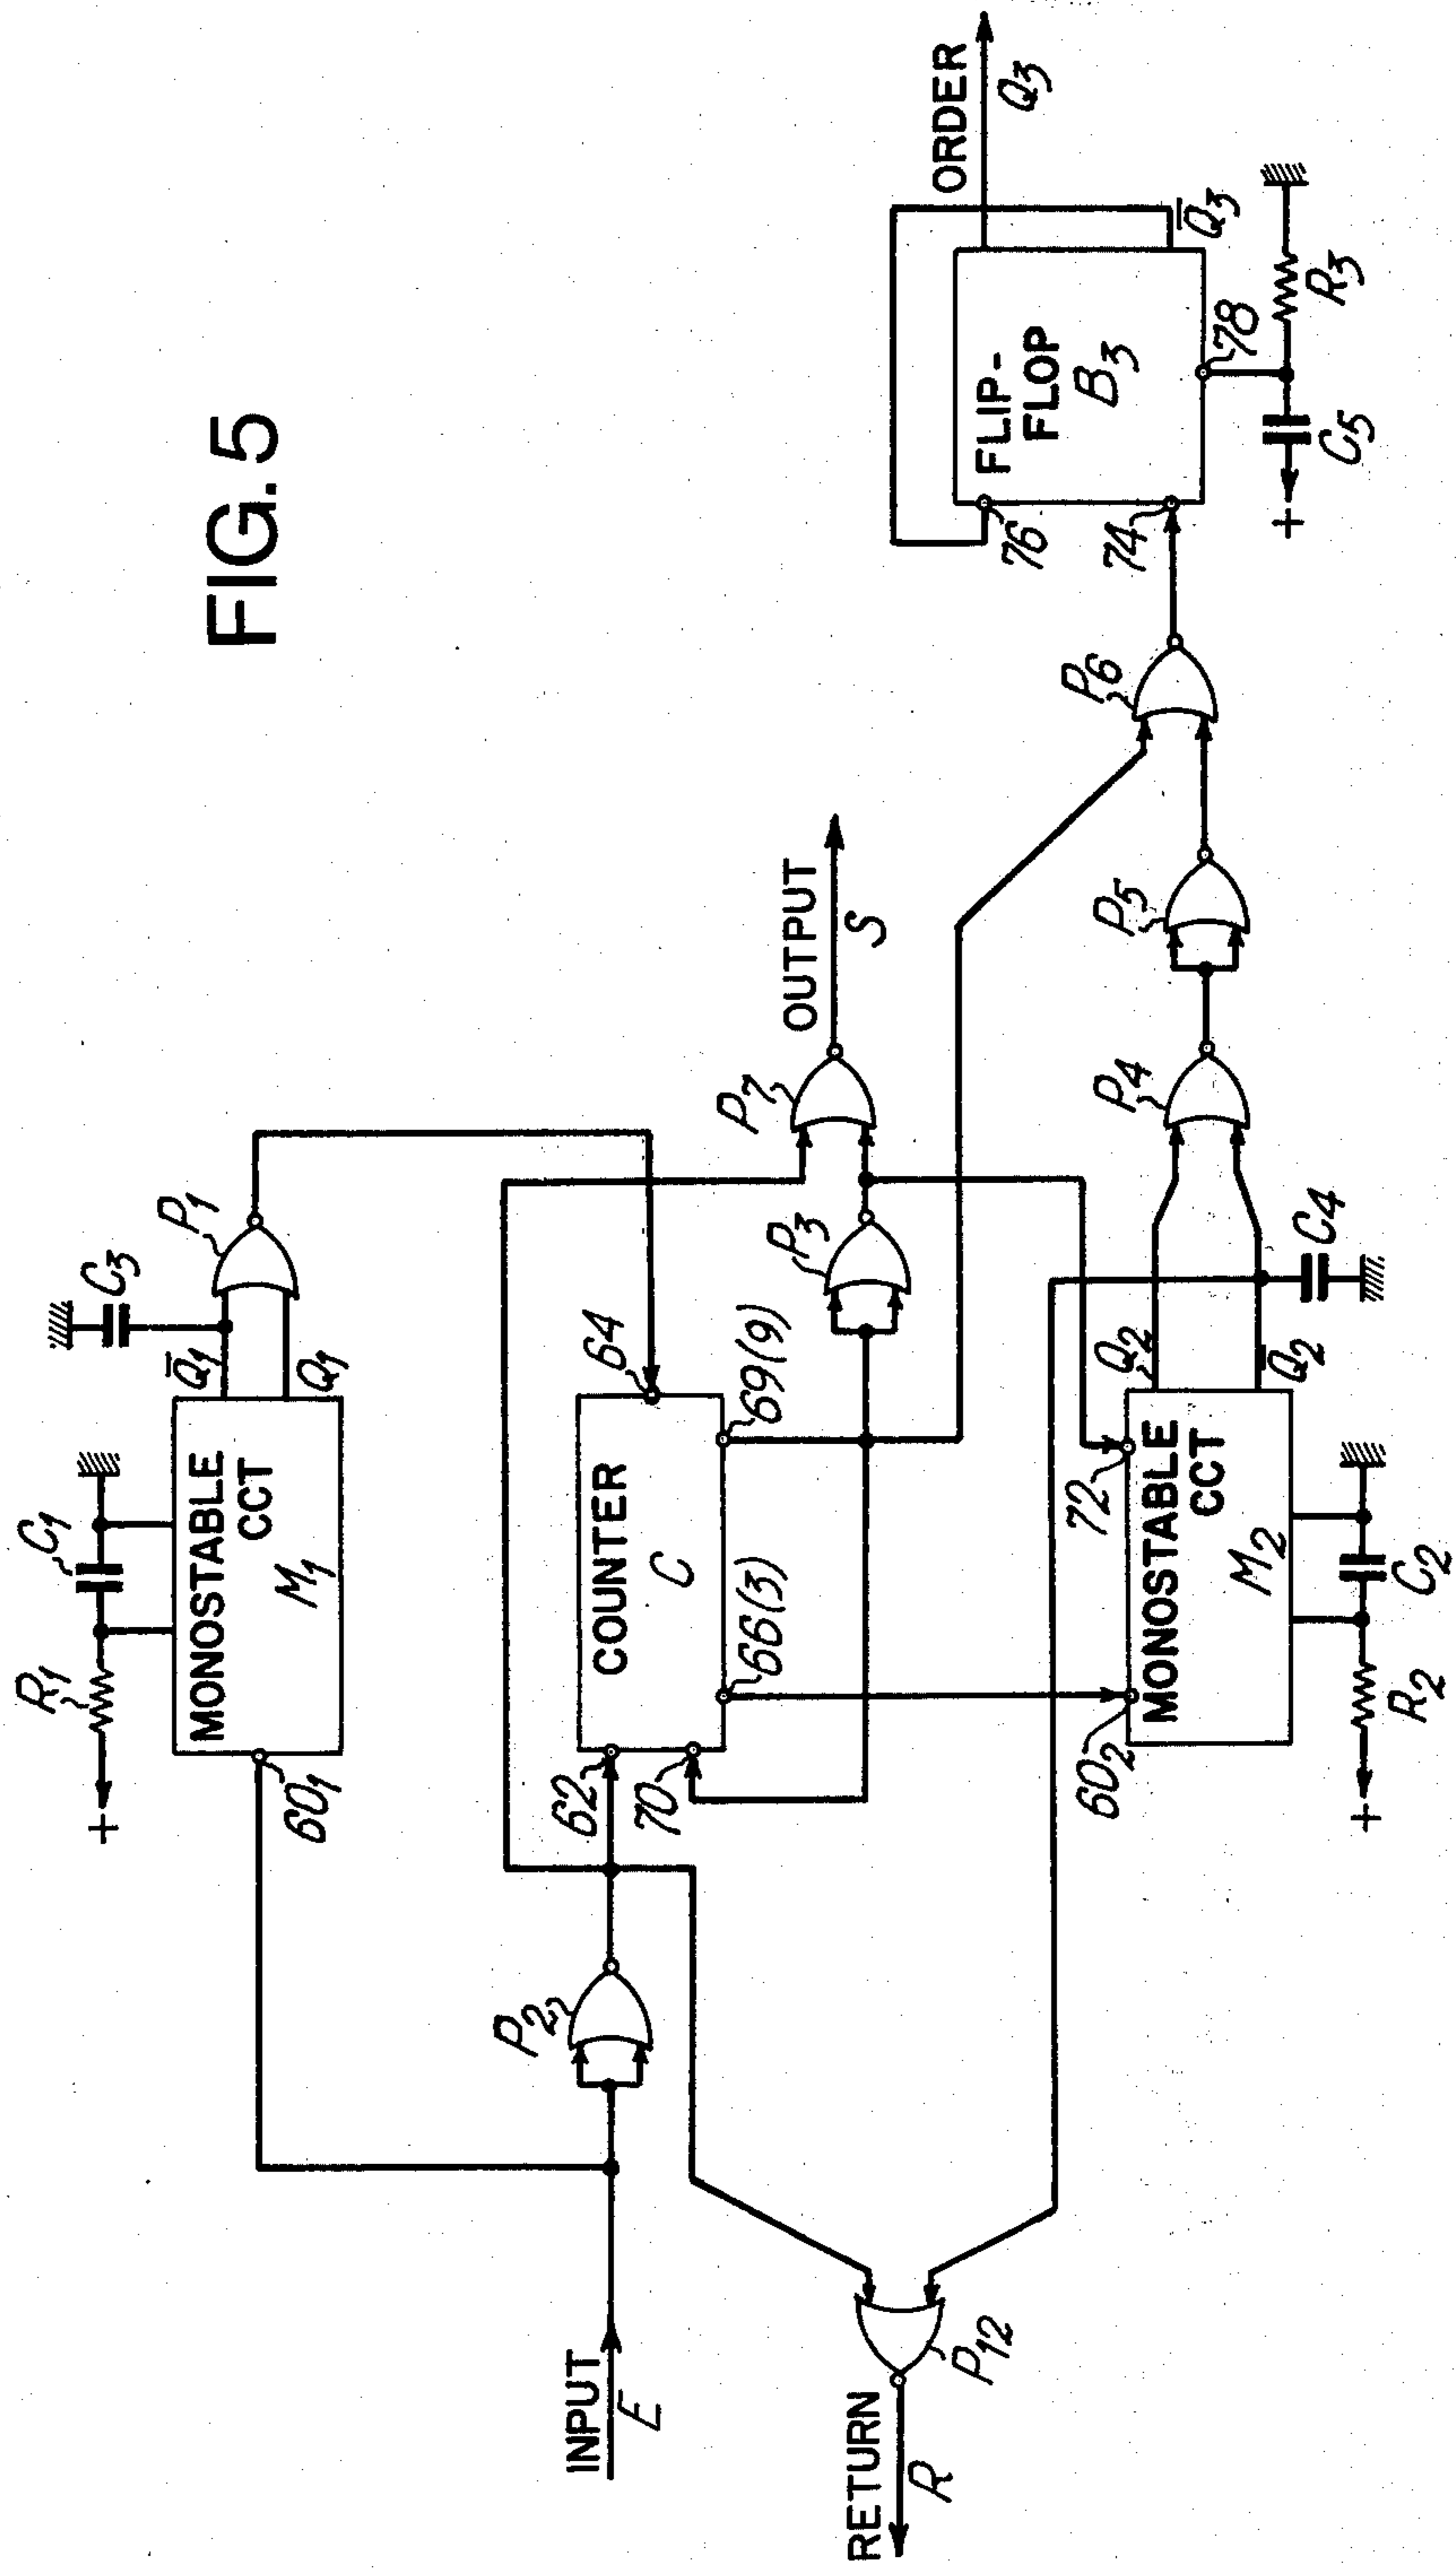 FIG. 5
R1
C1
MONOSTABLE
CCT
M1
601
Q̄1
Q1
C3
P1
INPUT
E
P2
62
70
COUNTER
C
64
66(3)
69(9)
P3
P7
OUTPUT
S
RETURN
R
P12
602
72
MONOSTABLE
CCT
M2
Q2
Q̄2
R2
C2
C4
P4
P5
P6
76
74
FLIP-
FLOP
B3
78
ORDER
Q3
Q̄3
C5
R3
+
+
+